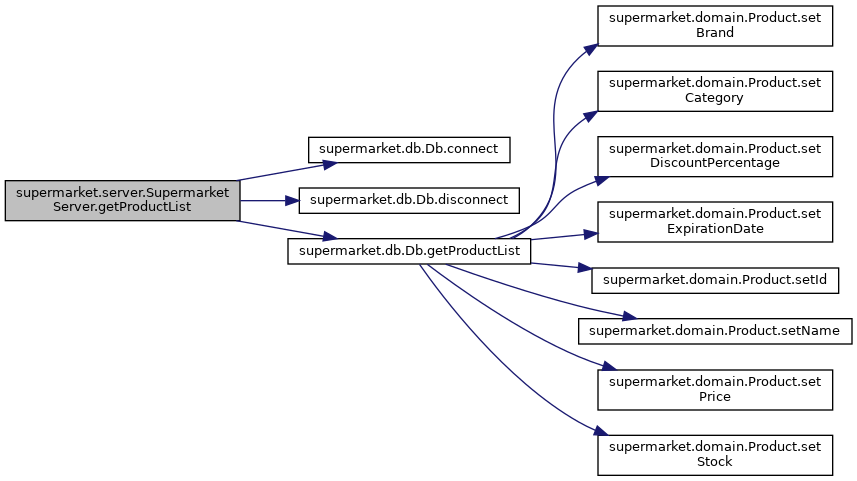 supermarket.server.Supermarket
Server.getProductList
supermarket.db.Db.connect
supermarket.db.Db.disconnect
supermarket.db.Db.getProductList
supermarket.domain.Product.set
Brand
supermarket.domain.Product.set
Category
supermarket.domain.Product.set
DiscountPercentage
supermarket.domain.Product.set
ExpirationDate
supermarket.domain.Product.setId
supermarket.domain.Product.setName
supermarket.domain.Product.set
Price
supermarket.domain.Product.set
Stock